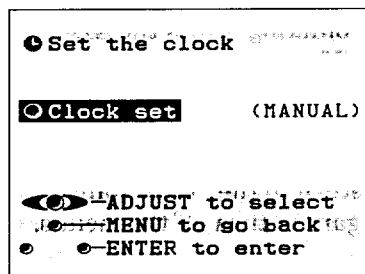 Set the clock
Clock set (MANUAL)
ADJUST to select
MENU to go back
ENTER to enter